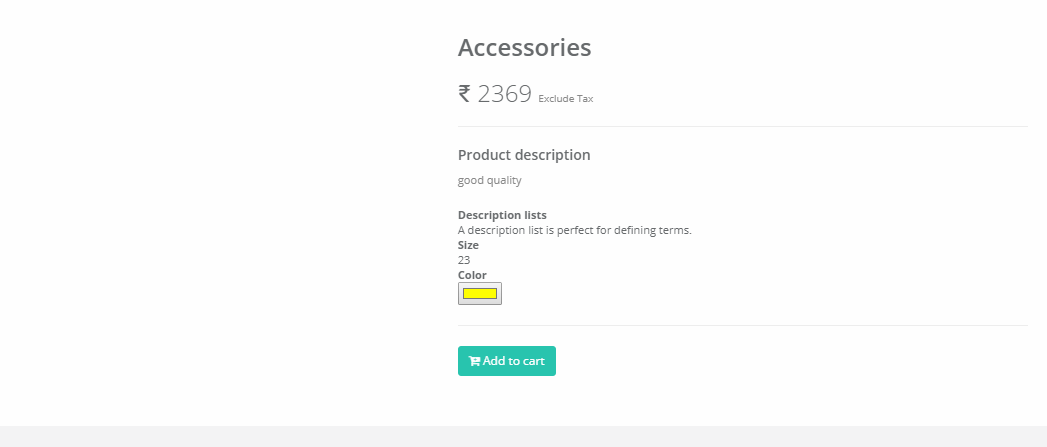 Accessories
₹ 2369 Exclude Tax
Product description
good quality
Description lists
A description list is perfect for defining terms.
Size
23
Color
Add to cart